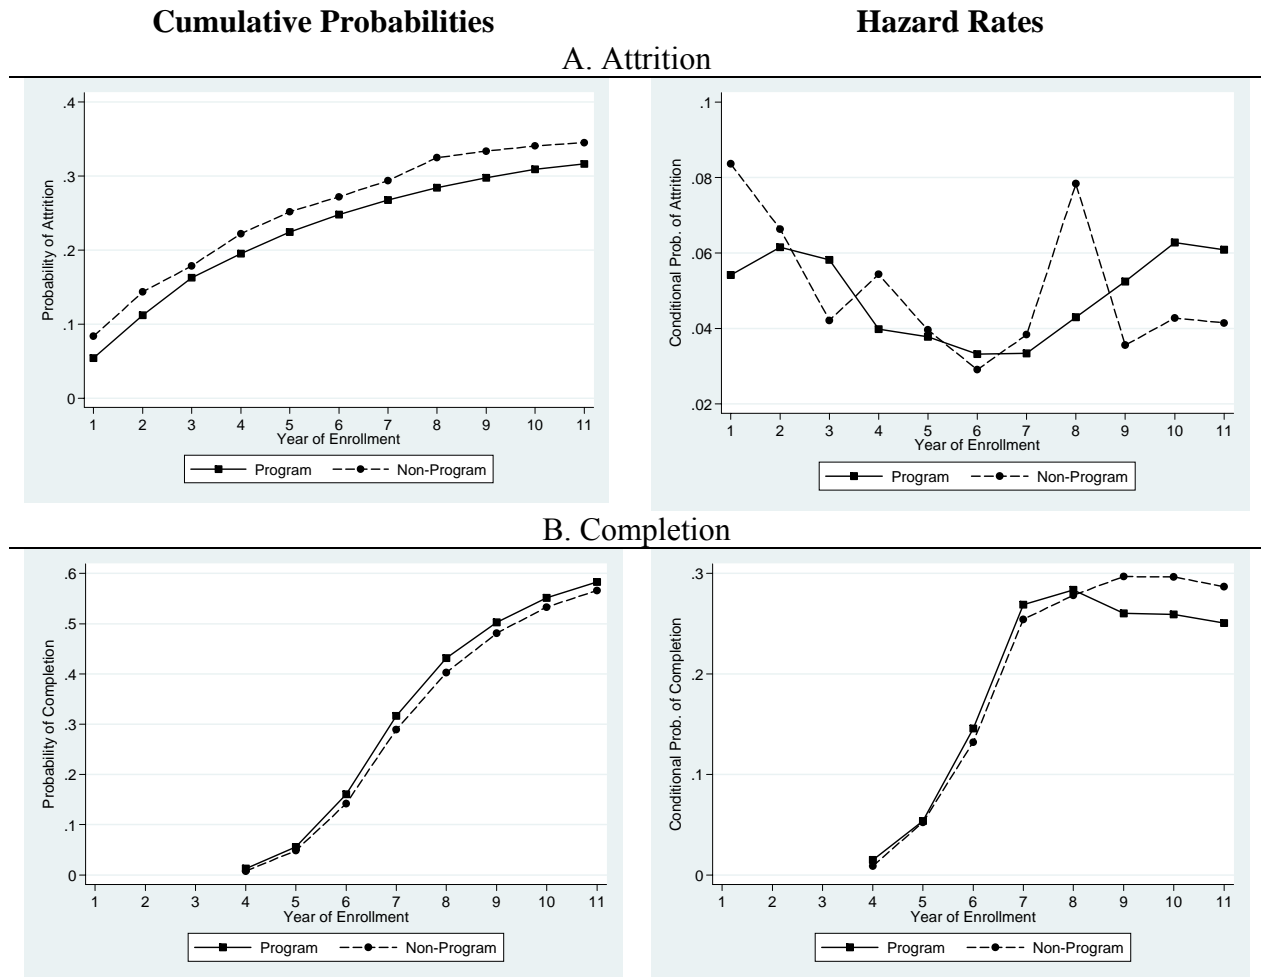 Cumulative Probabilities Hazard Rates
A. Attrition
Probability of Attrition
.4
.3
.2
.1
0
1 2 3 4 5 6 7 8 9 10 11
Year of Enrollment
Program Non-Program
Conditional Prob. of Attrition
.1
.08
.06
.04
.02
1 2 3 4 5 6 7 8 9 10 11
Year of Enrollment
Program Non-Program
B. Completion
Probability of Completion
.6
.5
.4
.3
.2
.1
0
1 2 3 4 5 6 7 8 9 10 11
Year of Enrollment
Program Non-Program
Conditional Prob. of Completion
.3
.2
.1
0
1 2 3 4 5 6 7 8 9 10 11
Year of Enrollment
Program Non-Program